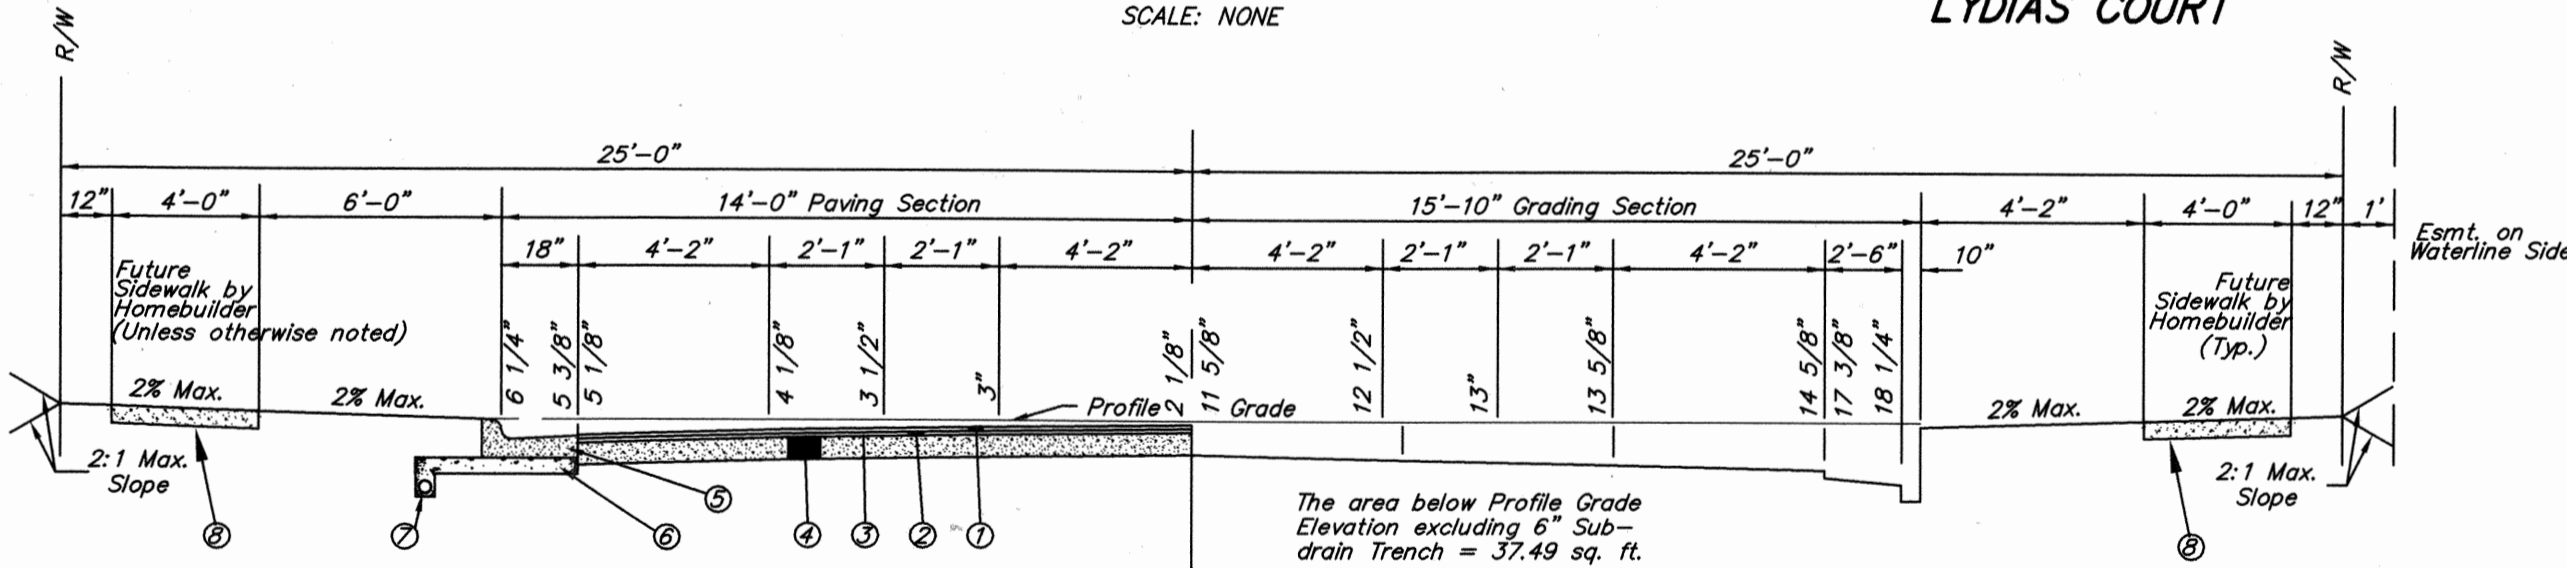 SCALE: NONE
LYDIAS COURT
R/W
R/W
25'-0"
25'-0"
12"
4'-0"
6'-0"
14'-0" Paving Section
15'-10" Grading Section
4'-2"
4'-0"
12"
1'
Esmt. on
Waterline Side
18"
4'-2"
2'-1"
2'-1"
4'-2"
4'-2"
2'-1"
2'-1"
4'-2"
2'-6"
10"
Future
Sidewalk by
Homebuilder
(Unless otherwise noted)
Future
Sidewalk by
Homebuilder
(Typ.)
6 1/4"
5 3/8"
5 1/8"
4 1/8"
3 1/2"
3"
2 1/8"
11 5/8"
12 1/2"
13"
13 5/8"
14 5/8"
17 3/8"
18 1/4"
2% Max.
2% Max.
Profile Grade
2% Max.
2% Max.
2:1 Max.
Slope
2:1 Max.
Slope
The area below Profile Grade
Elevation excluding 6" Sub-
drain Trench = 37.49 sq. ft.
8
7
6
5
4
3
2
1
8